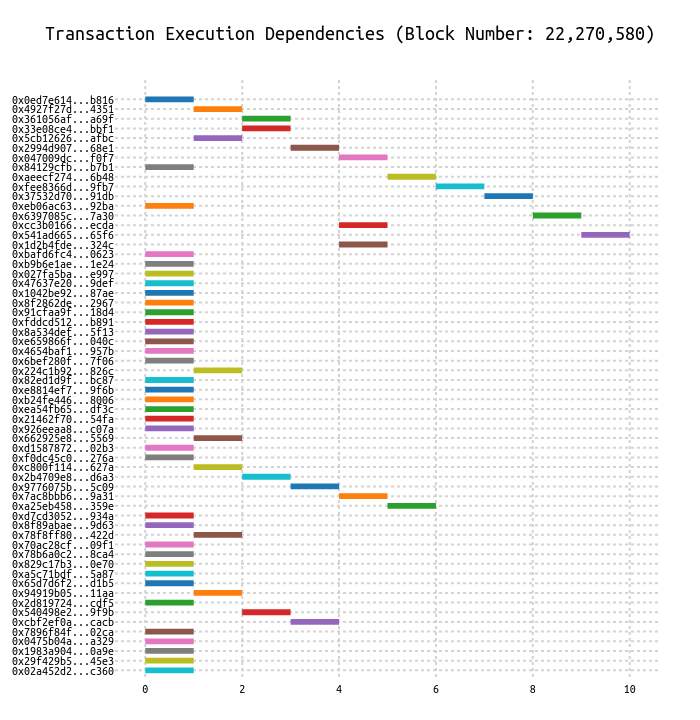 Transaction Execution Dependencies (Block Number: 22,270,580)
0x0ed7e614...b816
0x4927f27d...4351
0x361056af...a69f
0x33e08ce4...bbf1
0x5cb12626...afbc
0x2994d907...68e1
0x047009dc...f0f7
0x84129cfb...b7b1
0xaeecf274...6b48
0xfee8366d...9fb7
0x37532d70...91db
0xeb06ac63...92ba
0x6397085c...7a30
0xcc3b0166...ecda
0x541ad665...65f6
0x1d2b4fde...324c
0xbafd6fc4...0623
0xb9b6e1ae...1e24
0x027fa5ba...e997
0x47637e20...9def
0x1042be92...87ae
0x8f2862de...2967
0x91cfaa9f...18d4
0xfddcd512...b891
0x8a534def...5f13
0xe659866f...040c
0x4654baf1...957b
0x6bef280f...7f06
0x224c1b92...826c
0x82ed1d9f...bc87
0xe8814ef7...9f6b
0xb24fe446...8006
0xea54fb65...df3c
0x21462f70...54fa
0x926eeaa8...c07a
0x662925e8...5569
0xd1587872...02b3
0xf0dc45c0...276a
0xc800f114...627a
0x2b4709e8...d6a3
0x9776075b...5c09
0x7ac8bbb6...9a31
0xa25eb458...359e
0xd7cd3052...934a
0x8f89abae...9d63
0x78f8ff80...422d
0x70ac28cf...09f1
0x78b6a0c2...8ca4
0x829c17b3...0e70
0xa5c71bdf...5a87
0x65d7d6f2...d1b5
0x94919b05...11aa
0x2d819724...cdf5
0x540498e2...9f9b
0xcbf2ef0a...cacb
0x7896f84f...02ca
0x0475b04a...a329
0x1983a904...0a9e
0x29f429b5...45e3
0x02a452d2...c360
0 2 4 6 8 10